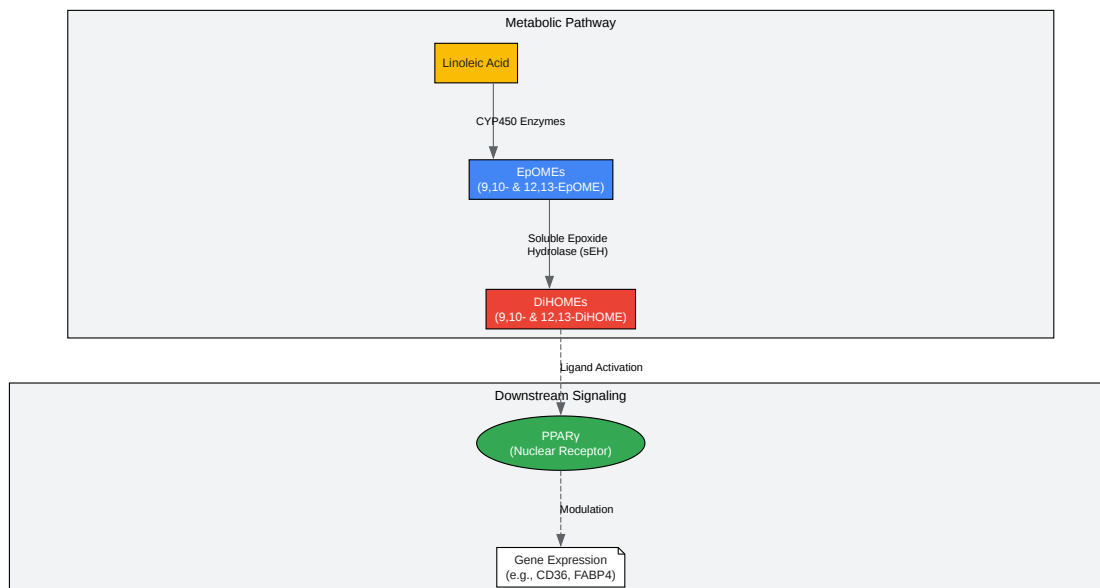 Metabolic Pathway
Linoleic Acid
CYP450 Enzymes
EpOMEs
(9,10- & 12,13-EpOME)
Soluble Epoxide
Hydrolase (sEH)
DiHOMEs
(9,10- & 12,13-DiHOME)
Ligand Activation
Downstream Signaling
PPARγ
(Nuclear Receptor)
Modulation
Gene Expression
(e.g., CD36, FABP4)